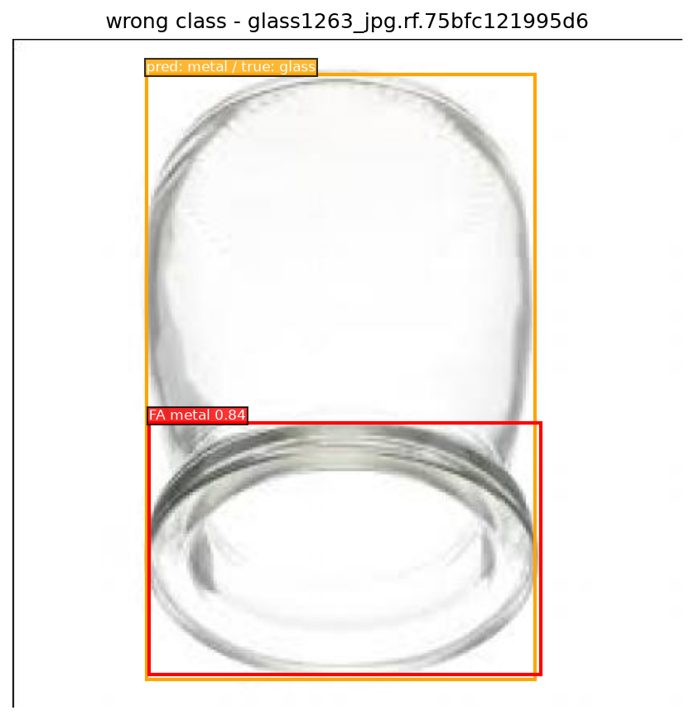 wrong class - glass1263_jpg.rf.75bfc121995d6
pred: metal / true: glass
FA metal 0.84